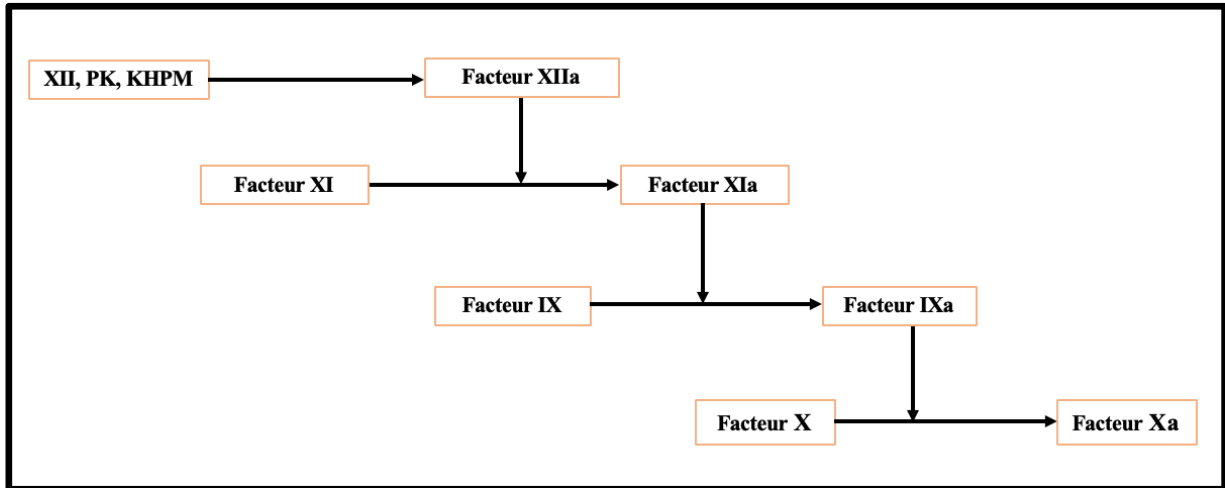 XII, PK, KHPM
Facteur XIIa
Facteur XI
Facteur XIa
Facteur IX
Facteur IXa
Facteur X
Facteur Xa